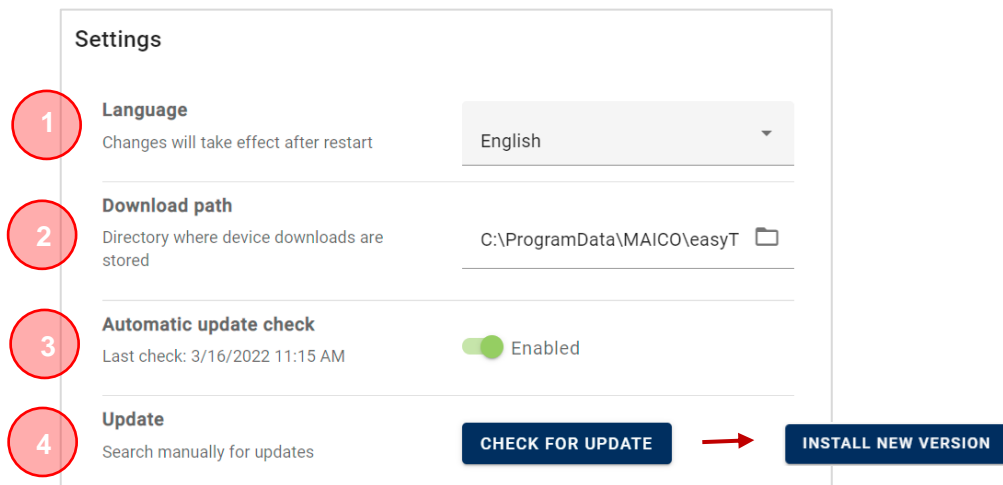 Settings
1
Language
Changes will take effect after restart
English
2
Download path
Directory where device downloads are
stored
C:\ProgramData\MAICO\easyT
3
Automatic update check
Last check: 3/16/2022 11:15 AM
Enabled
4
Update
Search manually for updates
CHECK FOR UPDATE
INSTALL NEW VERSION